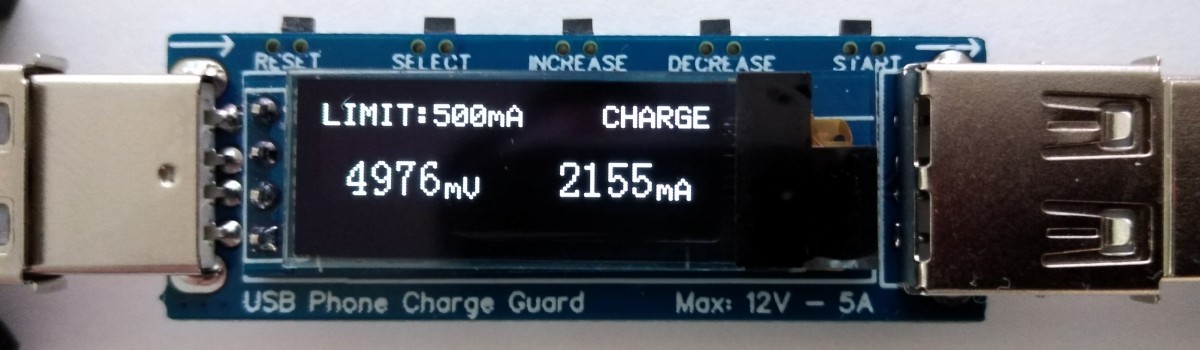 RESET SELECT INCREASE DECREASE START
LIMIT:500mA CHARGE
4976mV 2155mA
USB Phone Charge Guard Max: 12V - 5A